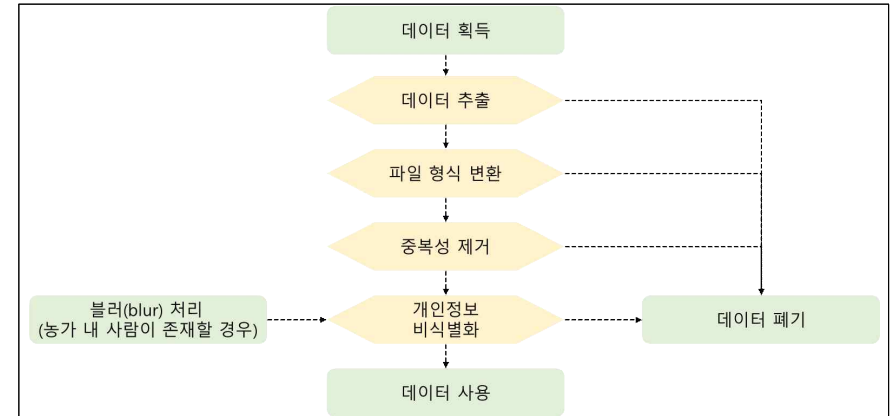 데이터 획득
데이터 추출
파일 형식 변환
중복성 제거
블러(blur) 처리
(농가 내 사람이 존재할 경우)
개인정보
비식별화
데이터 폐기
데이터 사용